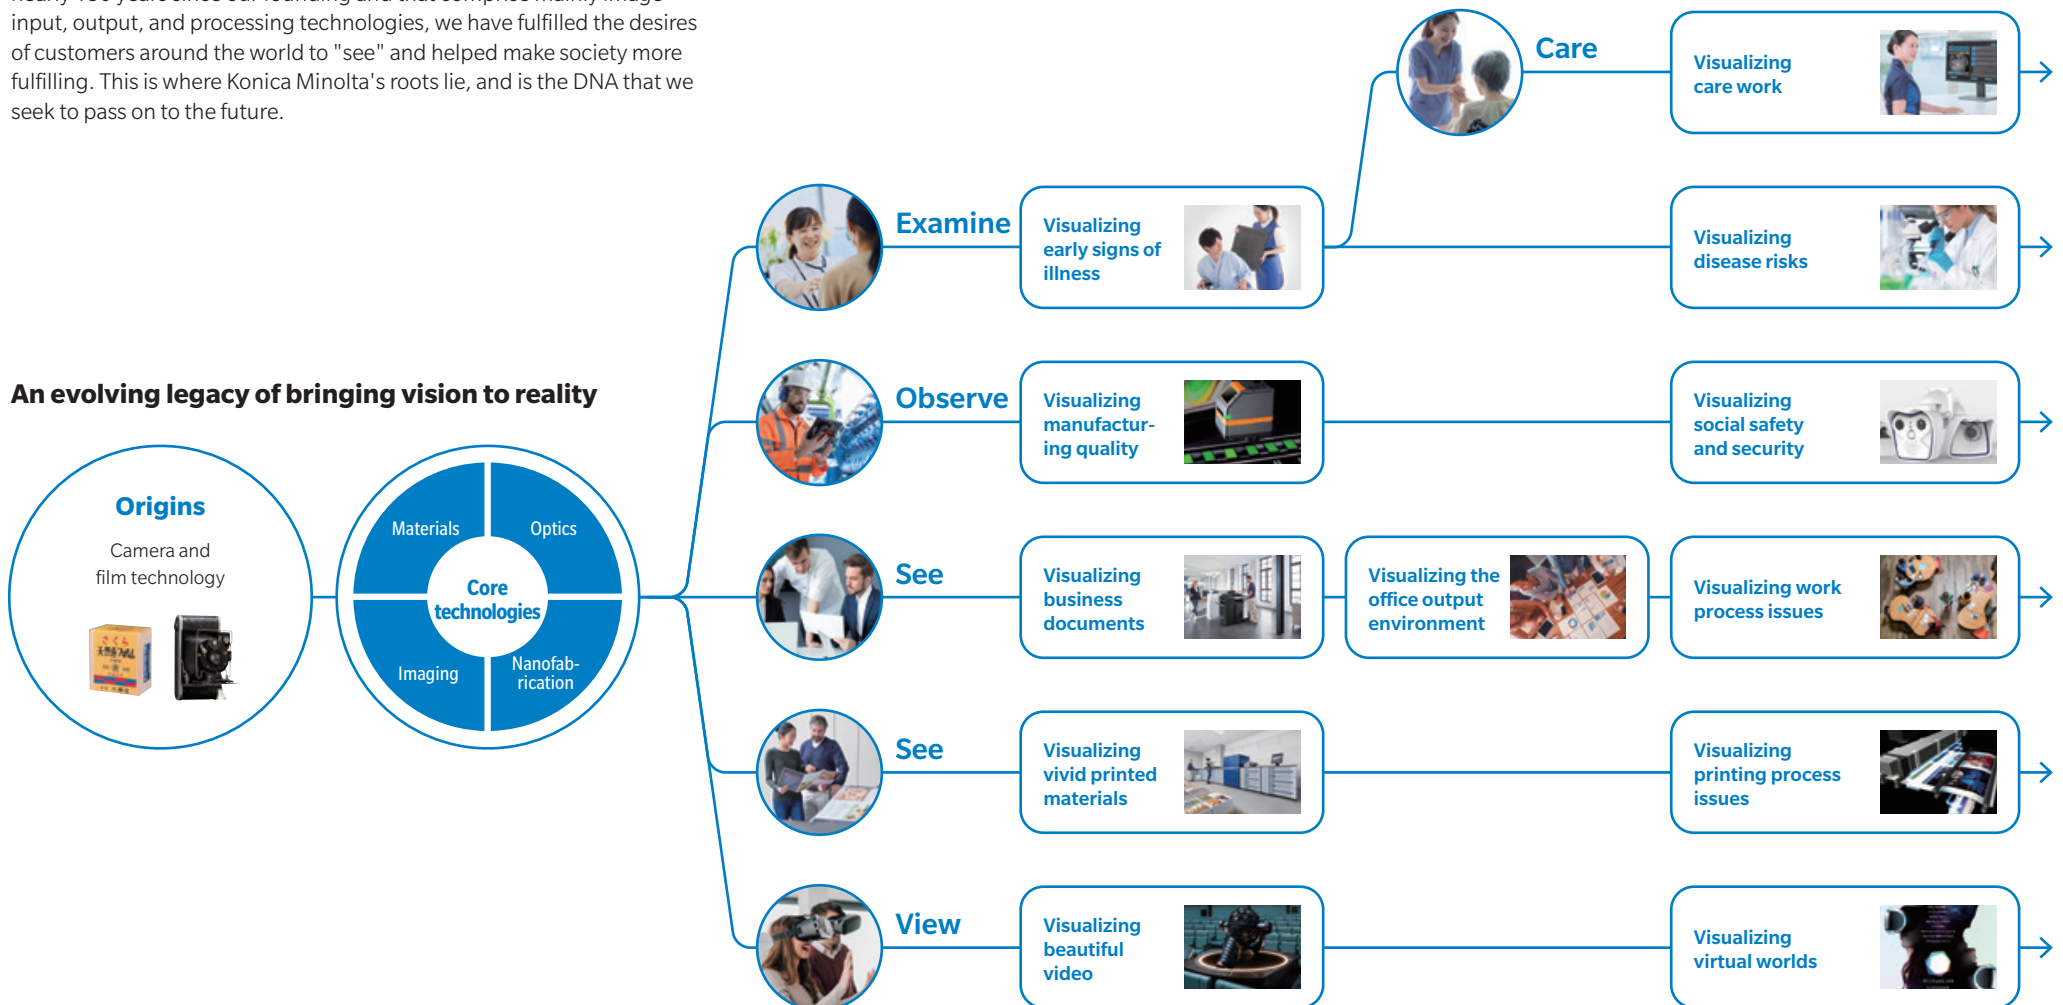 input, output, and processing technologies, we have fulfilled the desires
of customers around the world to "see" and helped make society more
fulfilling. This is where Konica Minolta's roots lie, and is the DNA that we
seek to pass on to the future.
Care
Visualizing
care work
Examine
Visualizing
early signs of
illness
Visualizing
disease risks
An evolving legacy of bringing vision to reality
Observe
Visualizing
manufactur-
ing quality
Visualizing
social safety
and security
Origins
Camera and
film technology
さくら
Materials
Optics
Core
technologies
Imaging
Nanofab-
rication
See
Visualizing
business
documents
Visualizing the
office output
environment
Visualizing work
process issues
See
Visualizing
vivid printed
materials
Visualizing
printing process
issues
View
Visualizing
beautiful
video
Visualizing
virtual worlds